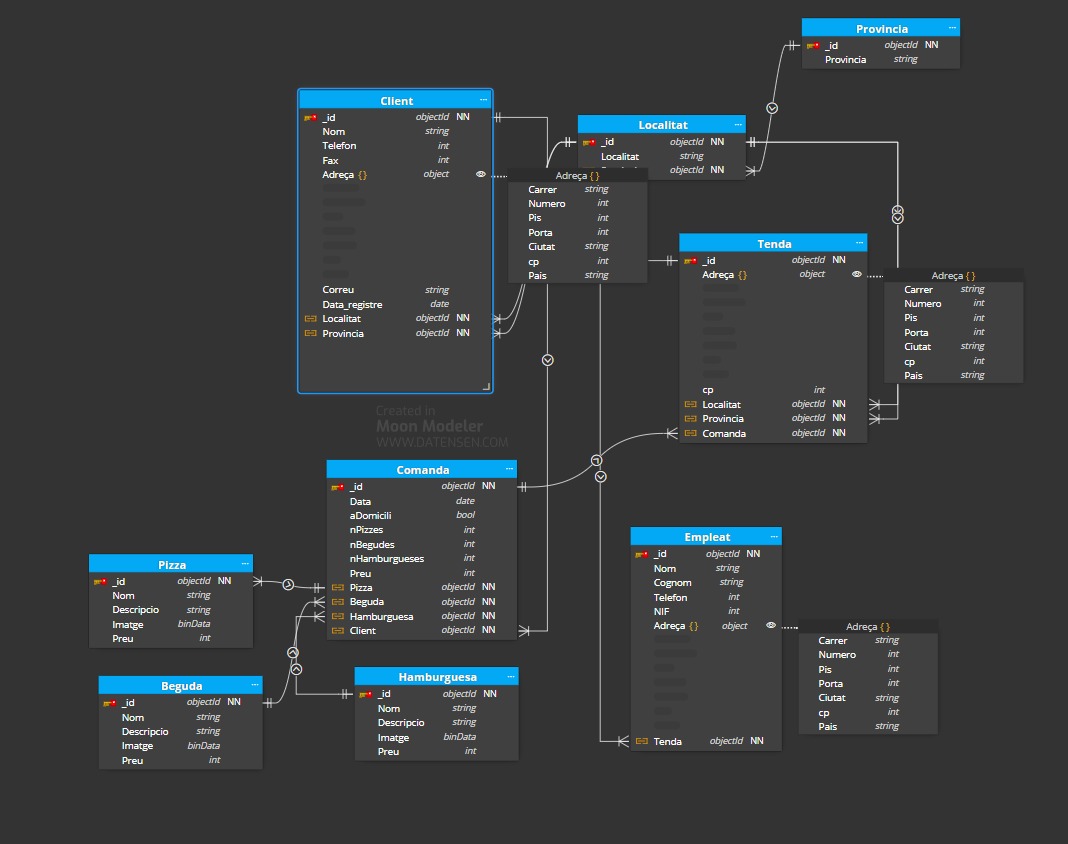 Provincia ...
_id objectId NN
Provincia string
Client ...
_id objectId NN
Nom string
Telefon int
Fax int
Adreça {} object
Correu string
Data_registre date
Localitat objectId NN
Provincia objectId NN
Localitat ...
_id objectId NN
Localitat string
objectId NN
Adreça {}
Carrer string
Numero int
Pis int
Porta int
Ciutat string
cp int
Pais string
Tenda ...
_id objectId NN
Adreça {} object
cp int
Localitat objectId NN
Provincia objectId NN
Comanda objectId NN
Adreça {}
Carrer string
Numero int
Pis int
Porta int
Ciutat string
cp int
Pais string
Created in
Moon Modeler
WWW.DATENSEN.COM
Comanda ...
_id objectId NN
Data date
aDomicili bool
nPizzes int
nBegudes int
nHamburgueses int
Preu int
Pizza objectId NN
Beguda objectId NN
Hamburguesa objectId NN
Client objectId NN
Pizza ...
_id objectId NN
Nom string
Descripcio string
Imatge binData
Preu int
Empleat ...
_id objectId NN
Nom string
Cognom string
Telefon int
NIF int
Adreça {} object
Tenda objectId NN
Adreça {}
Carrer string
Numero int
Pis int
Porta int
Ciutat string
cp int
Pais string
Beguda ...
_id objectId NN
Nom string
Descripcio string
Imatge binData
Preu int
Hamburguesa ...
_id objectId NN
Nom string
Descripcio string
Imatge binData
Preu int